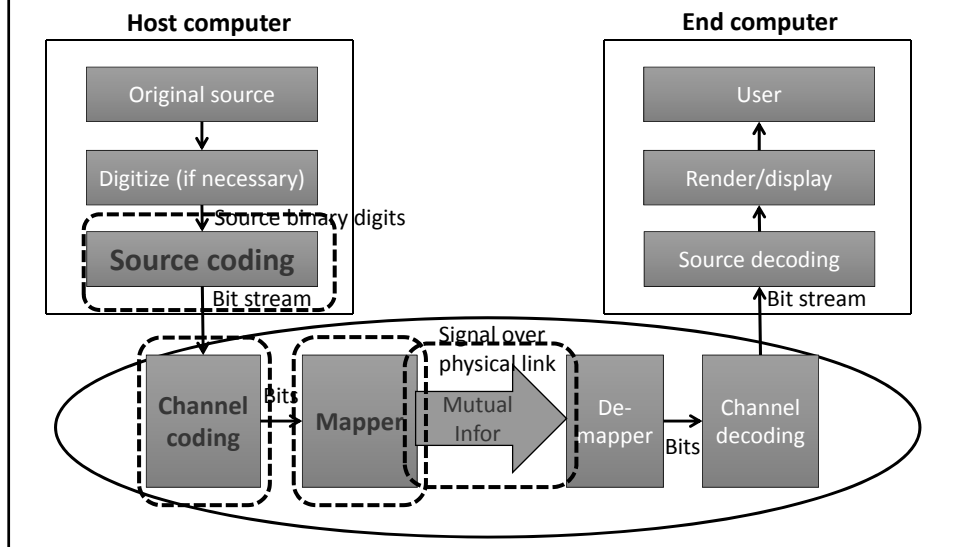 Host computer
End computer
Original source
User
Digitize (if necessary)
Render/display
Source binary digits
Source coding
Source decoding
Bit stream
Bit stream
Signal over
physical link
Channel
coding
Bits
Mapper
Mutual
Infor
De-
mapper
Bits
Channel
decoding